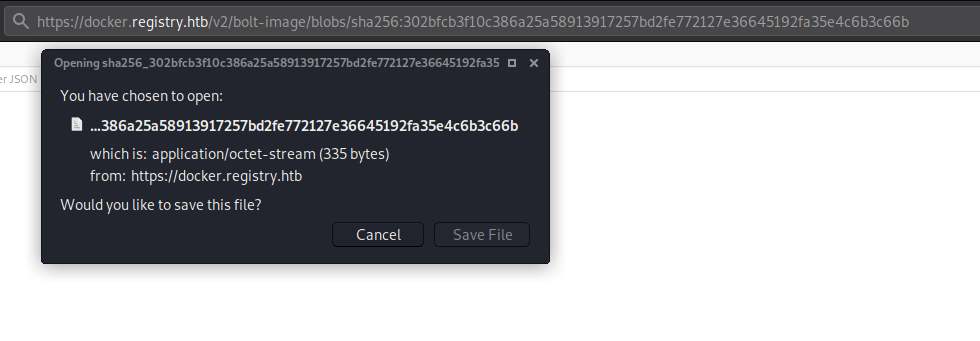 https://docker.registry.htb/v2/bolt-image/blobs/sha256:302bfcb3f10c386a25a58913917257bd2fe772127e36645192fa35e4c6b3c66b
Opening sha256_302bfcb3f10c386a25a58913917257bd2fe772127e36645192fa35
er JSON
You have chosen to open:
...386a25a58913917257bd2fe772127e36645192fa35e4c6b3c66b
which is: application/octet-stream (335 bytes)
from: https://docker.registry.htb
Would you like to save this file?
Cancel Save File